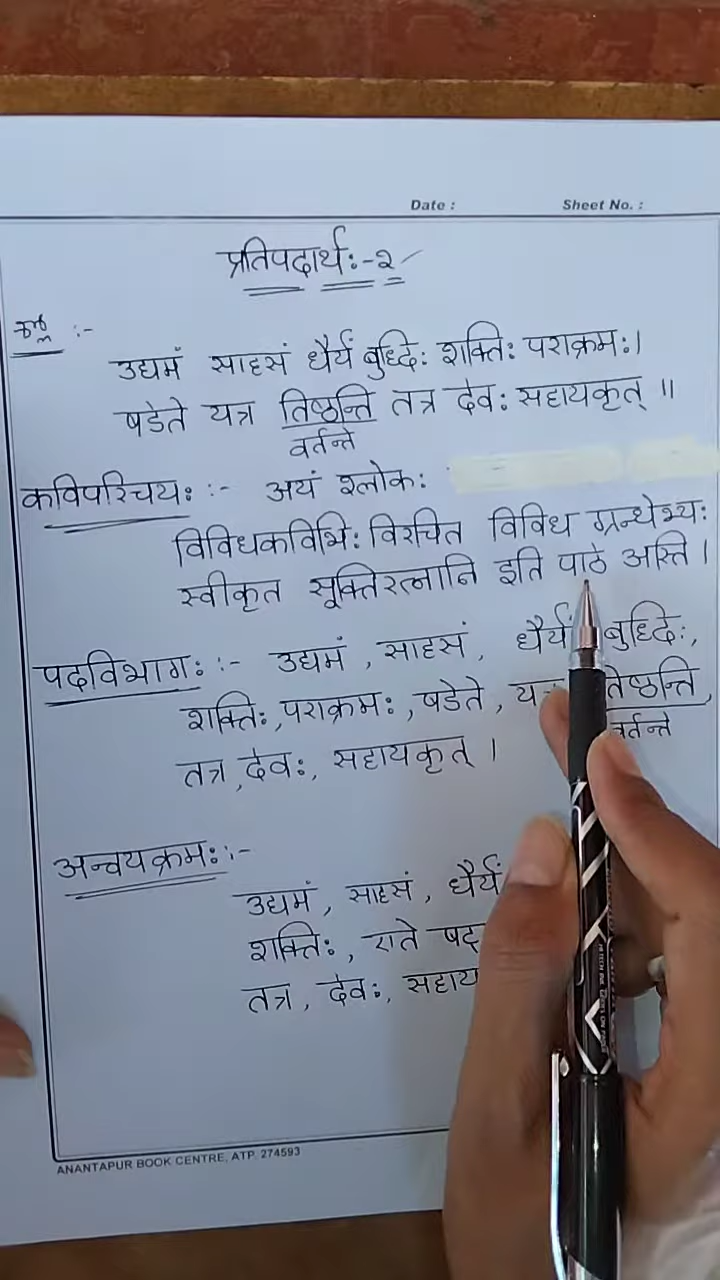 Date : Sheet No. :
प्रतिपदार्थः-२
:-
उद्यमं साहसं धैर्यं बुध्दिः शक्तिः पराक्रमः।
षडेते यत्र तिष्ठन्ति तत्र देवः सहायकृत् ॥
वर्तन्ते
कविपरिचयः :- अयं श्लोकः
विविधकविभिः विरचित विविध ग्रन्थेभ्यः
स्वीकृत सूक्तिरत्नानि इति पाठे अस्ति।
पदविभागः :- उद्यमं , साहसं , धैर्यं बुध्दिः,
शक्तिः, पराक्रमः, षडेते , तिष्ठन्ति,
वर्तन्ते
तत्र , देवः, सहायकृत् ।
अन्वयक्रमः :-
उद्यमं , साहसं , धैर्यं
शक्तिः, राते षट्
तत्र , देवः,
ANANTAPUR BOOK CENTRE, ATP. 274593